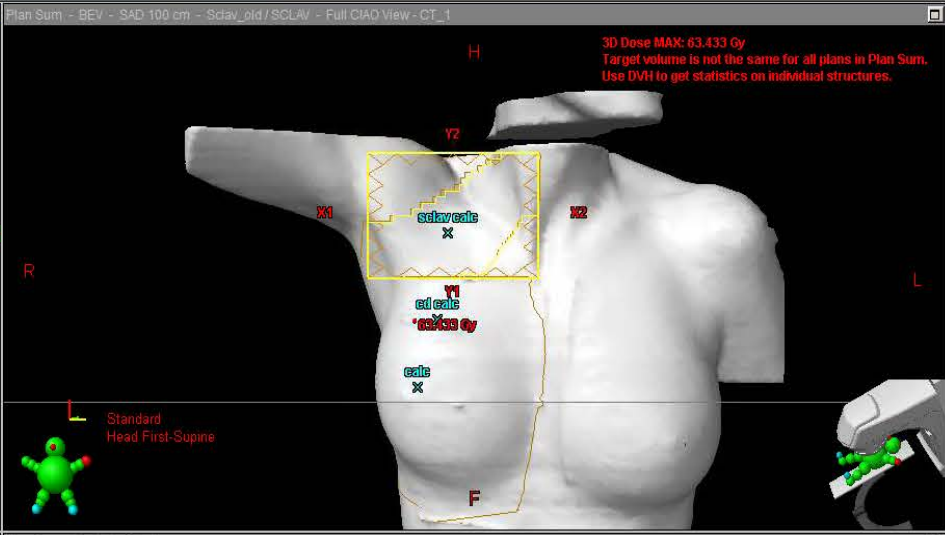 Plan Sum - BEV - SAD 100 cm - Sclav_old / SCLAV - Full CIAO View - CT_1
3D Dose MAX: 63.433 Gy
Target volume is not the same for all plans in Plan Sum.
Use DVH to get statistics on individual structures.
H
Y2
X1
sclav calc
X2
R
L
Y1
cd calc
63.433 Gy
calc
Standard
Head First-Supine
F